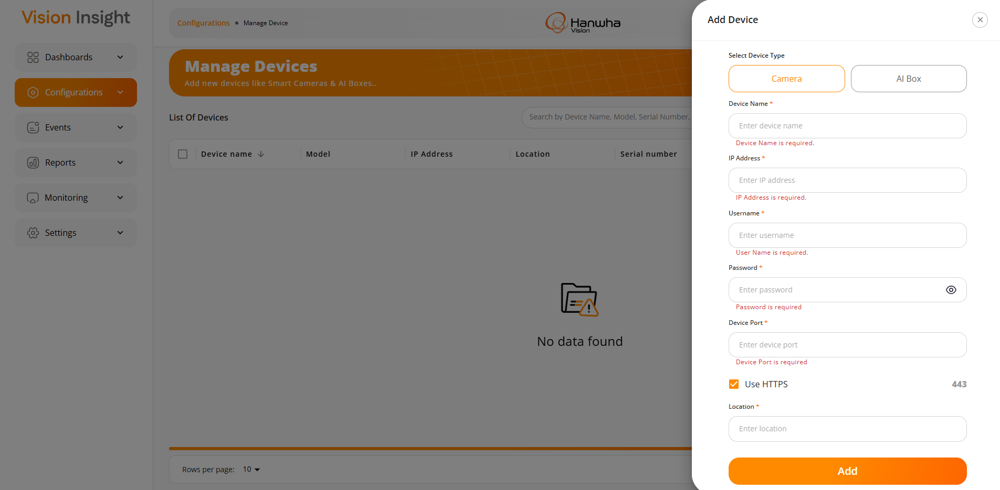 Vision Insight
Dashboards
Configurations
Events
Reports
Monitoring
Settings
Configurations • Manage Device
Hanwha
Vision
Manage Devices
Add new devices like Smart Cameras & AI Boxes..
List Of Devices
Search by Device Name, Model, Serial Number,
Device name
Model
IP Address
Location
Serial number
No data found
Rows per page: 10
Add Device
Select Device Type
Camera
AI Box
Device Name *
Enter device name
Device Name is required.
IP Address *
Enter IP address
IP Address is required.
Username *
Enter username
User Name is required.
Password *
Enter password
Password is required
Device Port *
Enter device port
Device Port is required
Use HTTPS
443
Location *
Enter location
Add